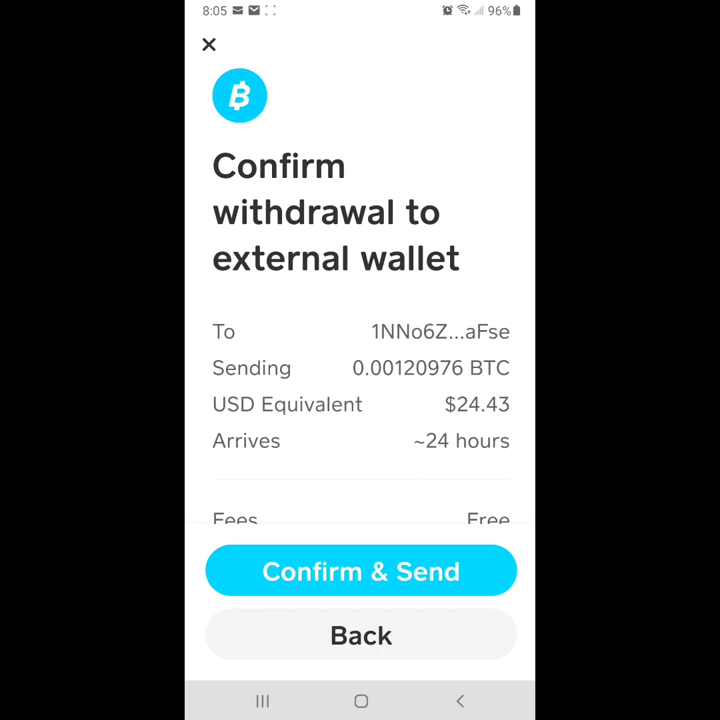 8:05 96%
Confirm
withdrawal to
external wallet
To 1NNo6Z...aFse
Sending 0.00120976 BTC
USD Equivalent $24.43
Arrives ~24 hours
Fees Free
Confirm & Send
Back